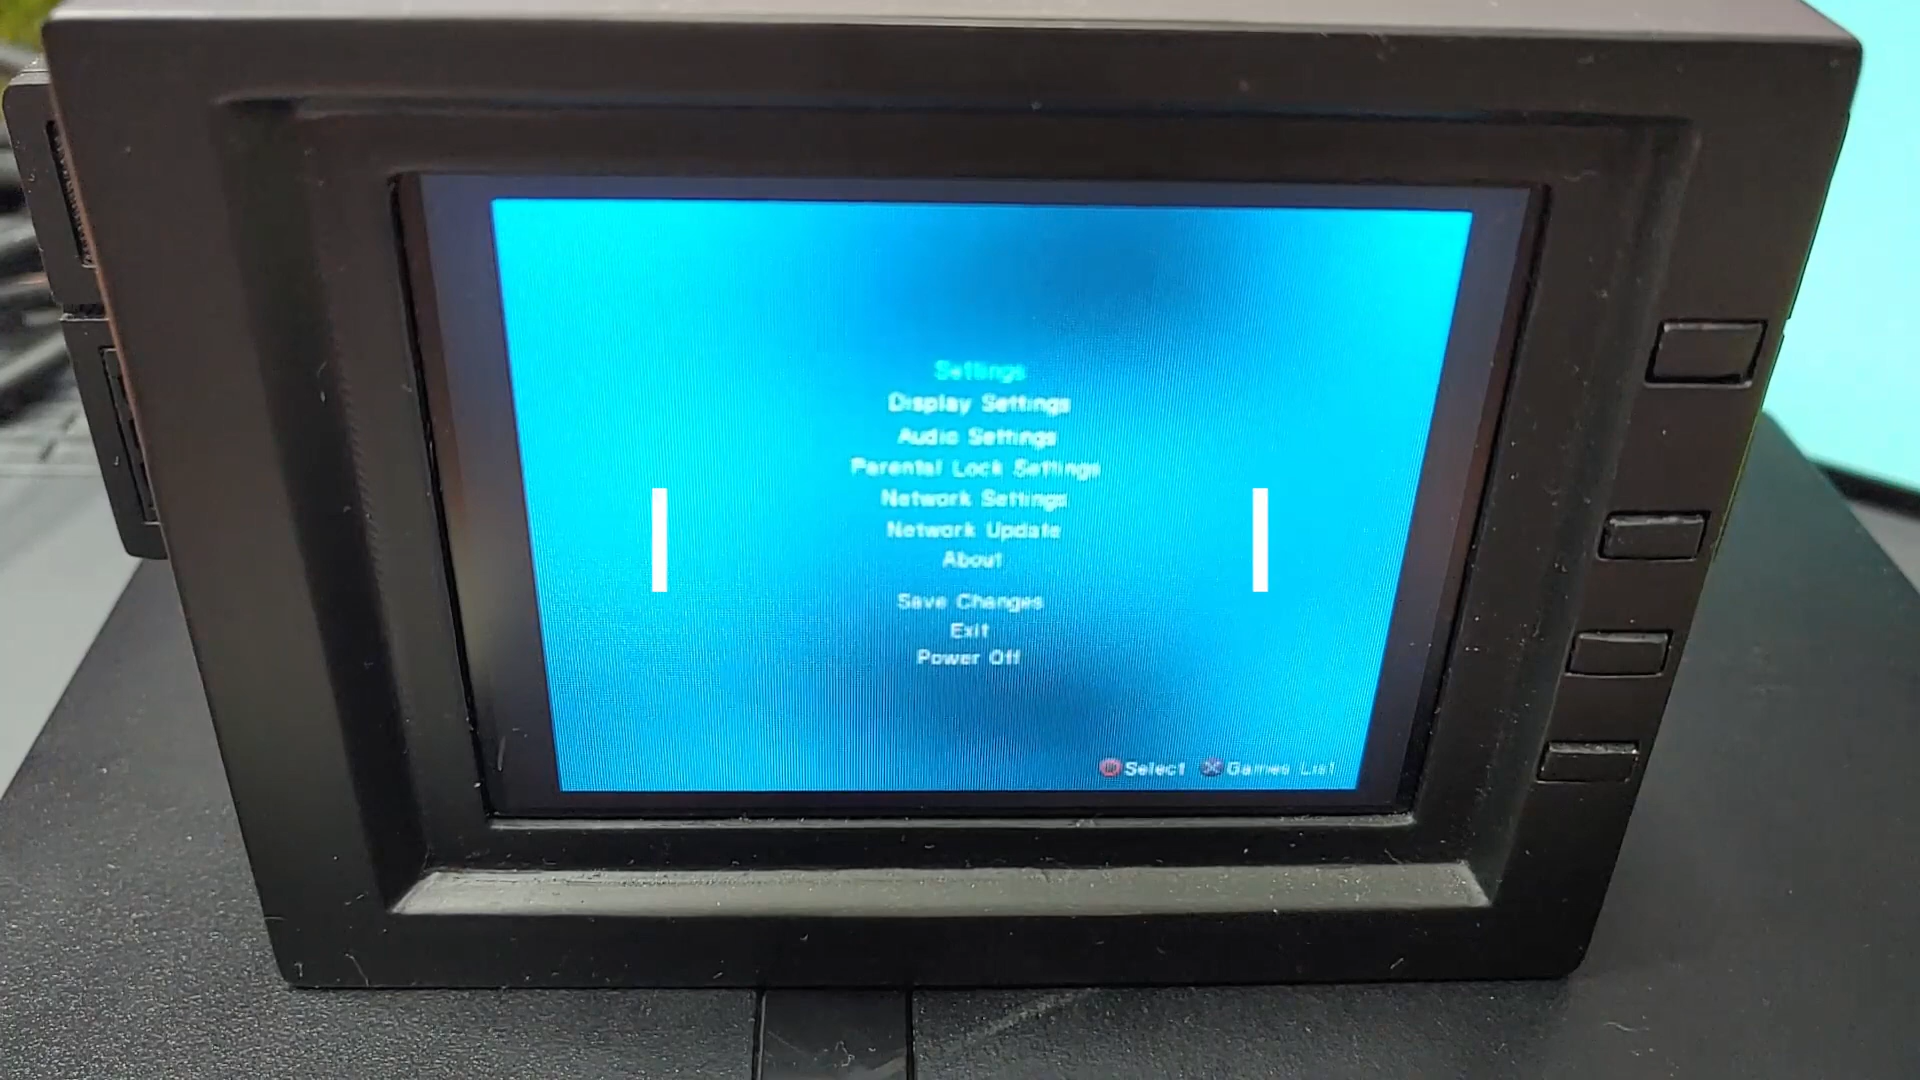 Settings
Display Settings
Audio Settings
Parental Lock Settings
Network Settings
Network Update
About
Save Changes
Exit
Power Off
Select
Games List